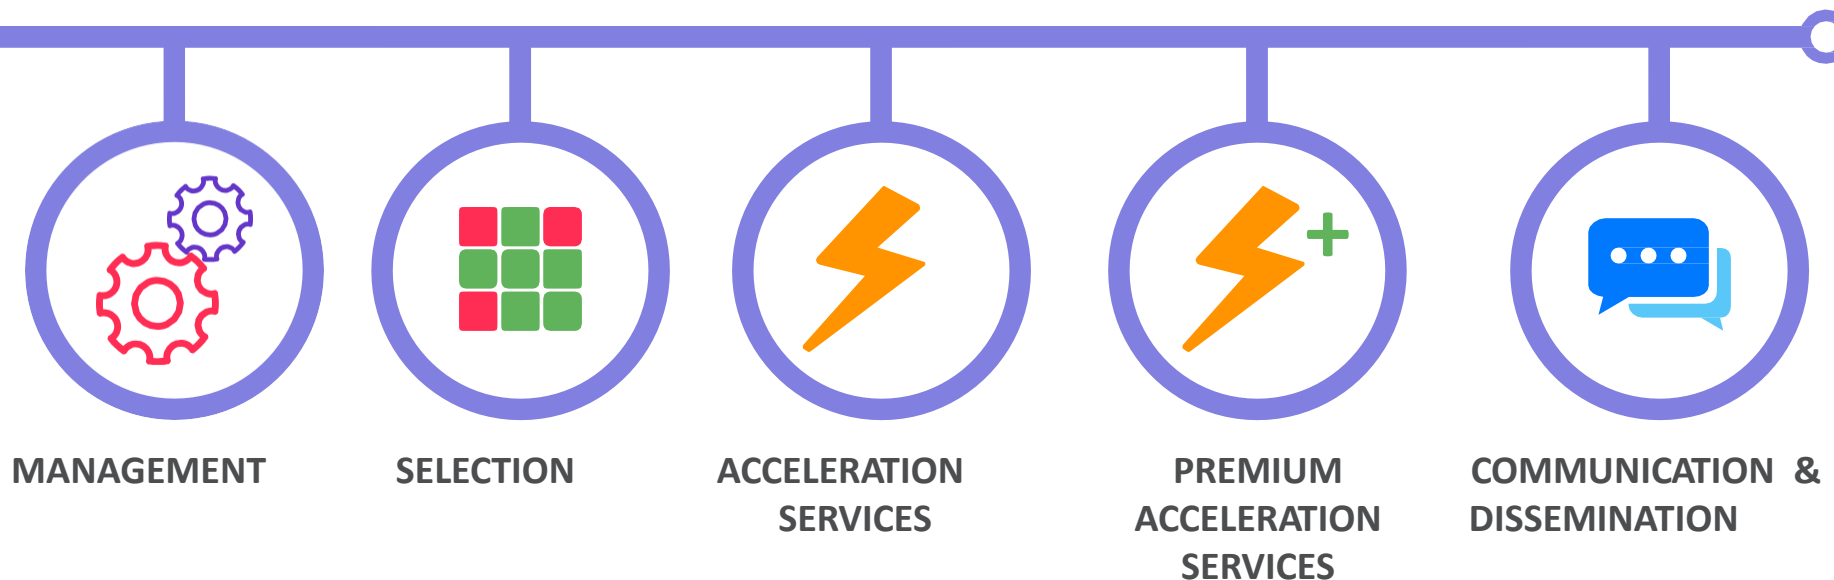 MANAGEMENT
SELECTION
ACCELERATION
SERVICES
PREMIUM
ACCELERATION
SERVICES
COMMUNICATION &
DISSEMINATION